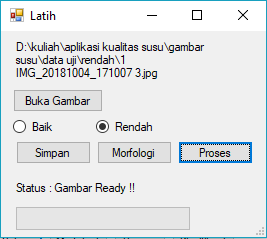 Latih
D:\kuliah\aplikasi kualitas susu\gambar
susu\data uji\rendah\1
IMG_20181004_171007 3.jpg
Buka Gambar
Baik Rendah
Simpan Morfologi Proses
Status : Gambar Ready !!